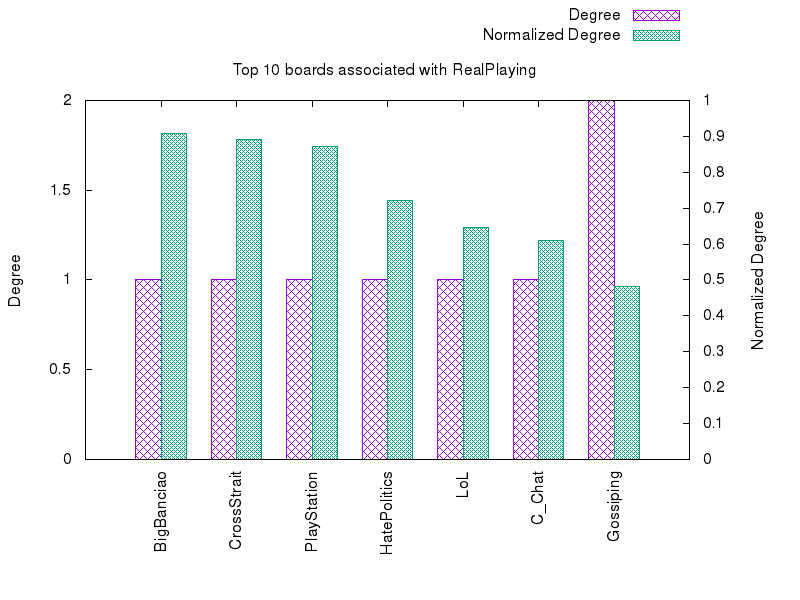 Degree
Normalized Degree
Top 10 boards associated with RealPlaying
2
1.5
1
0.5
0
Degree
1
0.9
0.8
0.7
0.6
0.5
0.4
0.3
0.2
0.1
0
Normalized Degree
BigBanciao
CrossStrait
PlayStation
HatePolitics
LoL
C_Chat
Gossiping